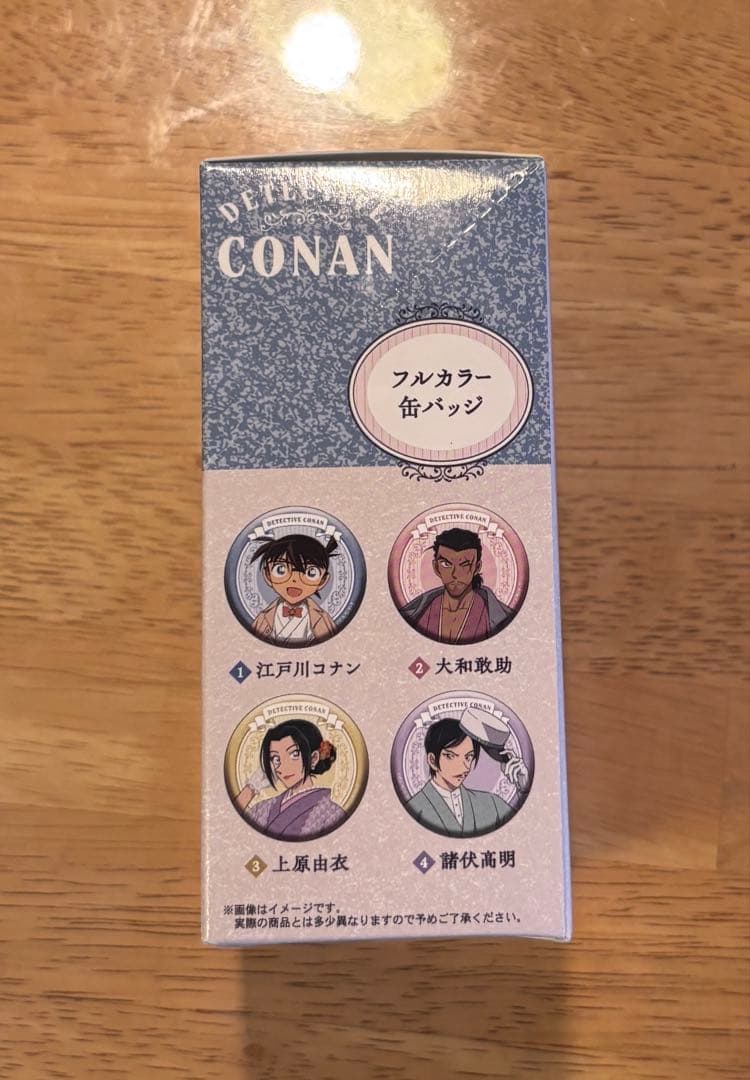 DETECTIVE
CONAN
フルカラー
缶バッジ
DETECTIVE CONAN
DETECTIVE CONAN
1 江戸川コナン
2 大和敢助
DETECTIVE CONAN
DETECTIVE CONAN
3 上原由衣
4 諸伏高明
※画像はイメージです。
実際の商品とは多少異なりますので予めご了承ください。